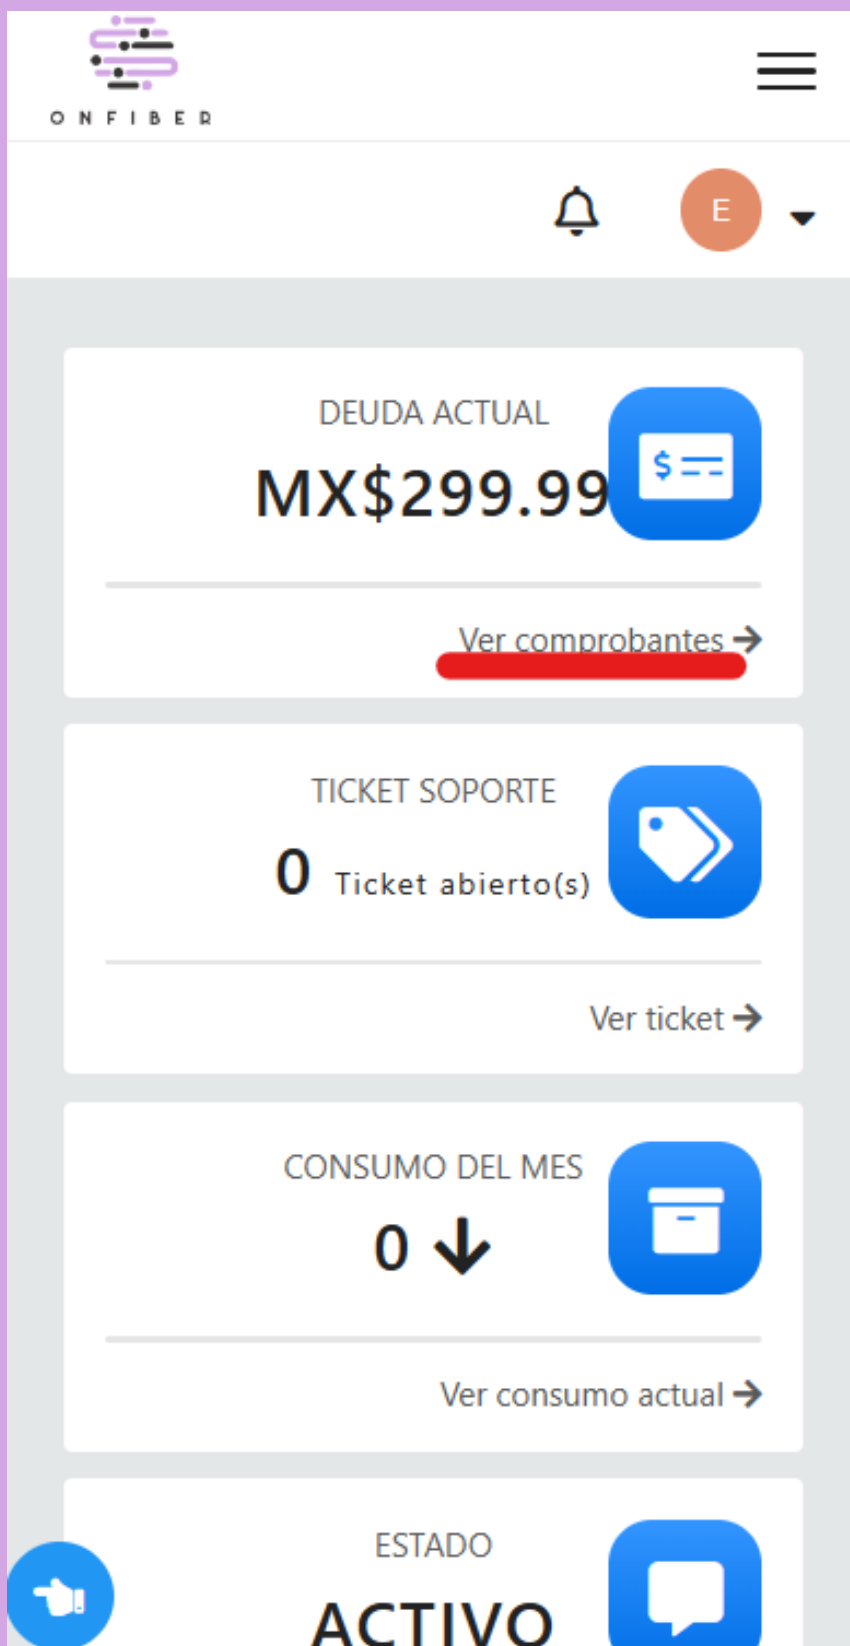 ONFIBER
E
DEUDA ACTUAL
MX$299.99
$
Ver comprobantes
TICKET SOPORTE
0 Ticket abierto(s)
Ver ticket
CONSUMO DEL MES
0
Ver consumo actual
ESTADO
ACTIVO